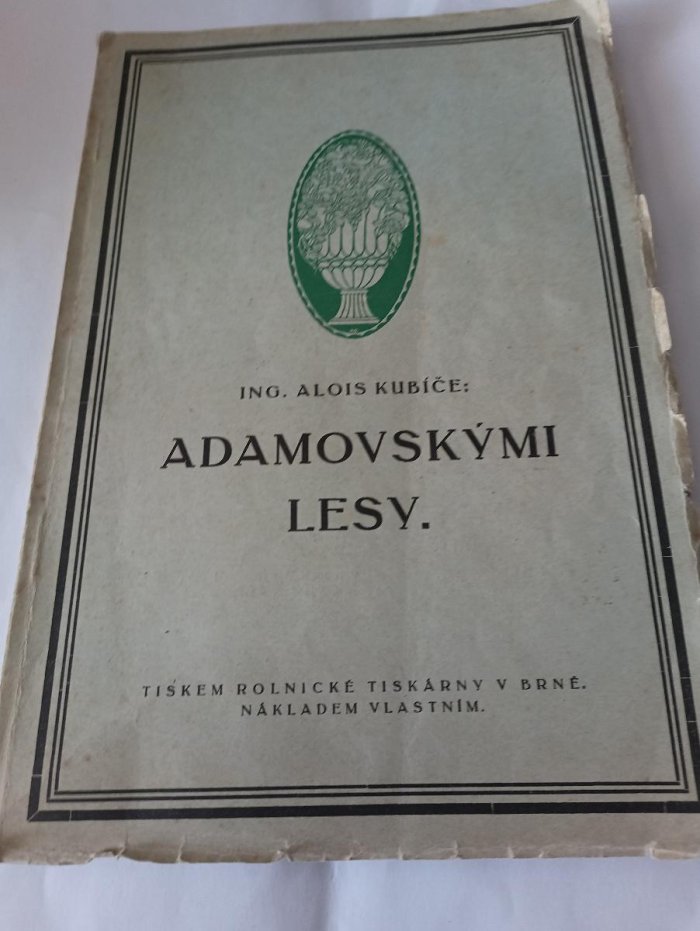 ING. ALOIS KUBÍČE:
ADAMOVSKÝMI
LESY.
TISKEM ROLNICKÉ TISKÁRNY V BRNĚ.
NÁKLADEM VLASTNÍM.